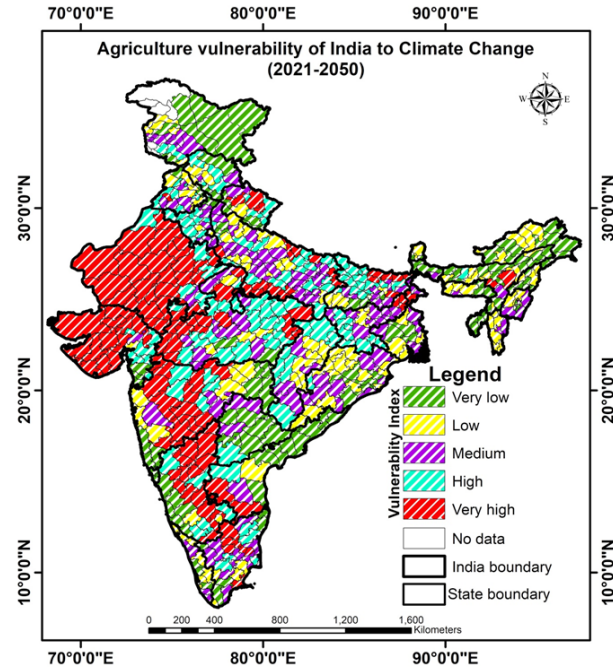 70°0'0"E 80°0'0"E 90°0'0"E
Agriculture vulnerability of India to Climate Change
(2021-2050)
N
W E
S
30°0'0"N 30°0'0"N
20°0'0"N 20°0'0"N
10°0'0"N 10°0'0"N
Legend
Vulnerablity Index
Very low
Low
Medium
High
Very high
No data
India boundary
State boundary
0 200 400 800 1,200 1,600
Kilometers
70°0'0"E 80°0'0"E 90°0'0"E